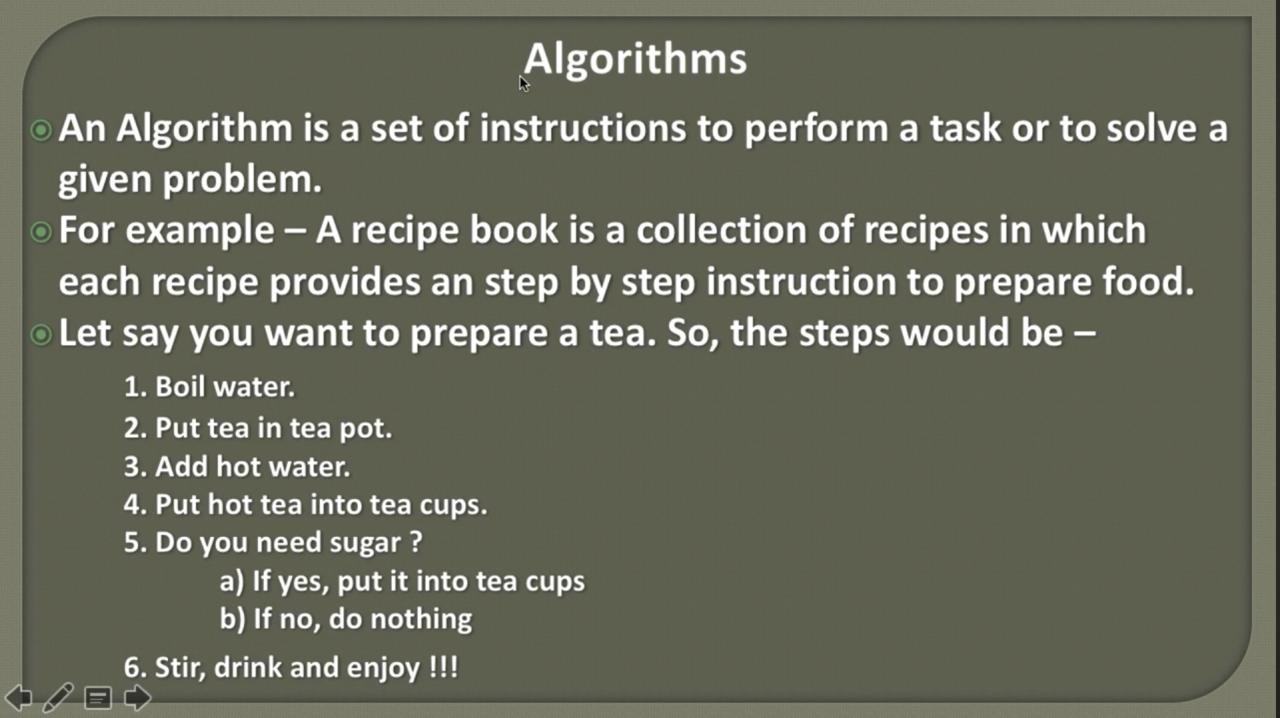 Algorithms
An Algorithm is a set of instructions to perform a task or to solve a
given problem.
For example – A recipe book is a collection of recipes in which
each recipe provides an step by step instruction to prepare food.
Let say you want to prepare a tea. So, the steps would be –
1. Boil water.
2. Put tea in tea pot.
3. Add hot water.
4. Put hot tea into tea cups.
5. Do you need sugar ?
a) If yes, put it into tea cups
b) If no, do nothing
6. Stir, drink and enjoy !!!